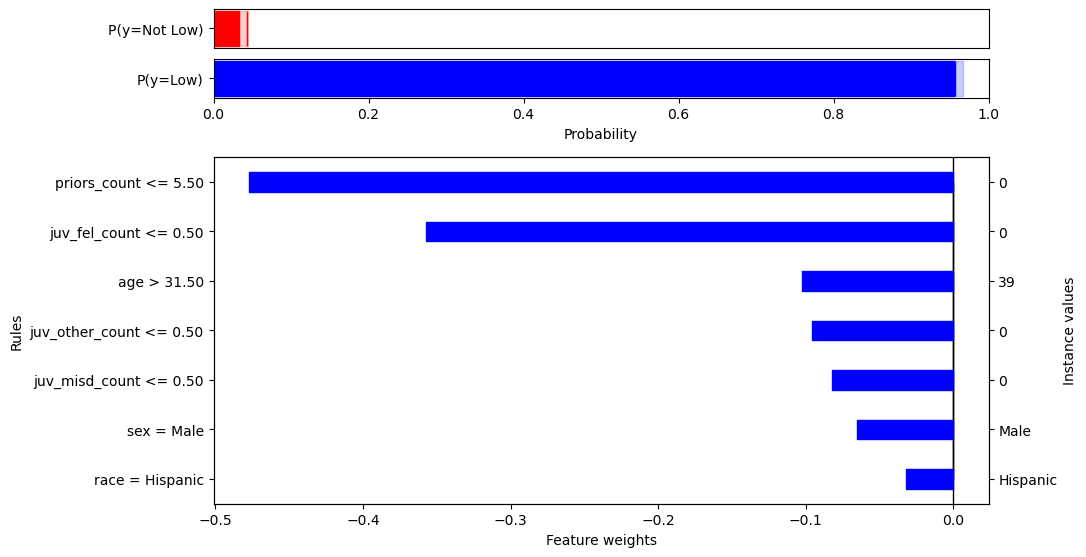 P(y=Not Low)
P(y=Low)
0.0 0.2 0.4 0.6 0.8 1.0
Probability
priors_count <= 5.50 0
juv_fel_count <= 0.50 0
age > 31.50 39
juv_other_count <= 0.50 0
juv_misd_count <= 0.50 0
sex = Male Male
race = Hispanic Hispanic
Rules
Instance values
−0.5 −0.4 −0.3 −0.2 −0.1 0.0
Feature weights